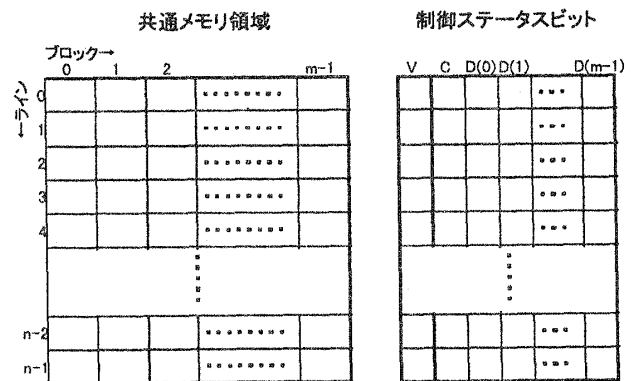 共通メモリ領域
制御ステータスビット
ブロック→
0 1 2 m-1
V C D(0) D(1) D(m-1)
←ライン
0
1
2
3
4
n-2
n-1